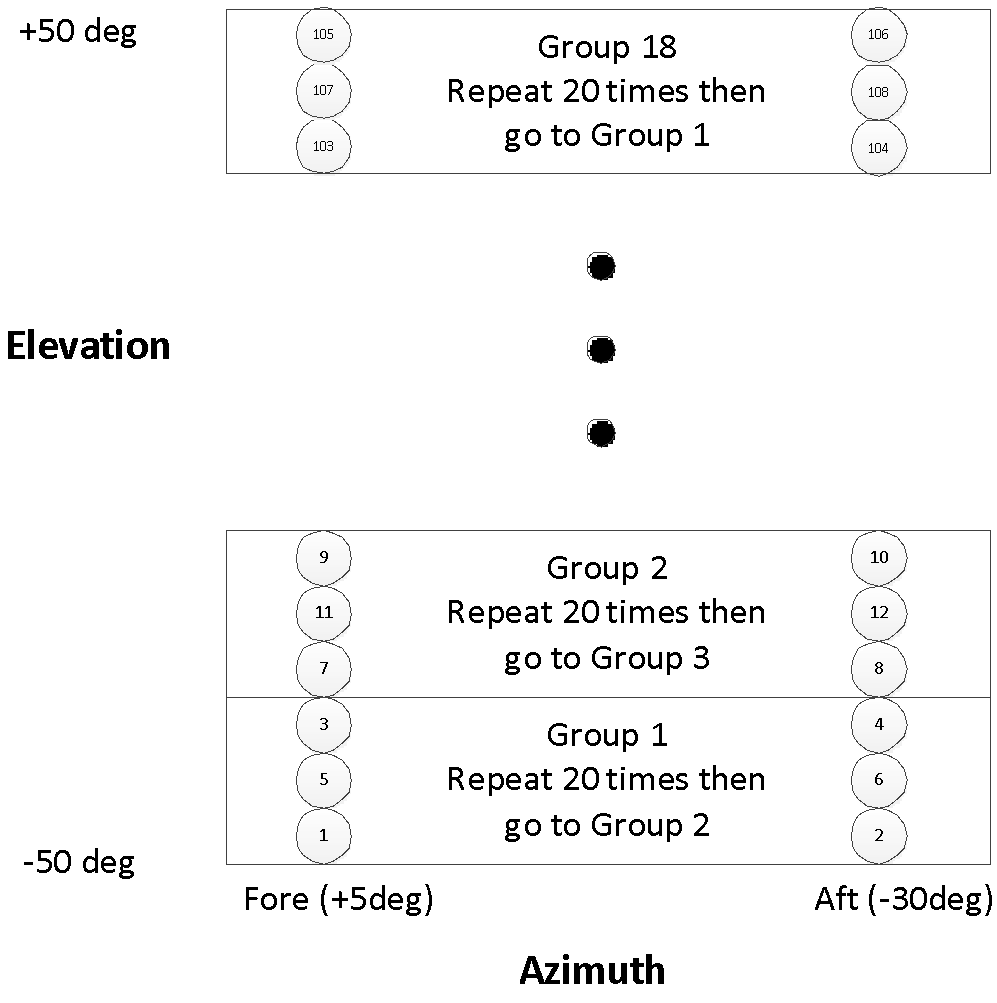 +50 deg
105
Group 18
106
107
Repeat 20 times then
108
103
go to Group 1
104
Elevation
9
Group 2
10
11
Repeat 20 times then
12
7
go to Group 3
8
3
Group 1
4
5
Repeat 20 times then
6
1
go to Group 2
2
-50 deg
Fore (+5deg)
Aft (-30deg)
Azimuth